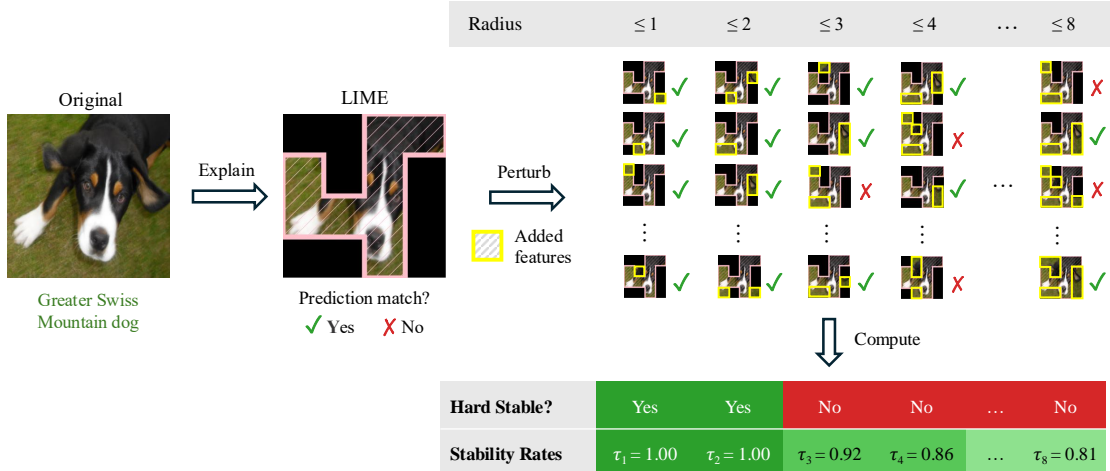 Radius ≤ 1 ≤ 2 ≤ 3 ≤ 4 ... ≤ 8
Original
LIME
Explain
Perturb
Added
features
Greater Swiss
Mountain dog
Prediction match?
✓ Yes ✗ No
Compute
Hard Stable? Yes Yes No No ... No
Stability Rates τ₁ = 1.00 τ₂ = 1.00 τ₃ = 0.92 τ₄ = 0.86 ... τ₈ = 0.81